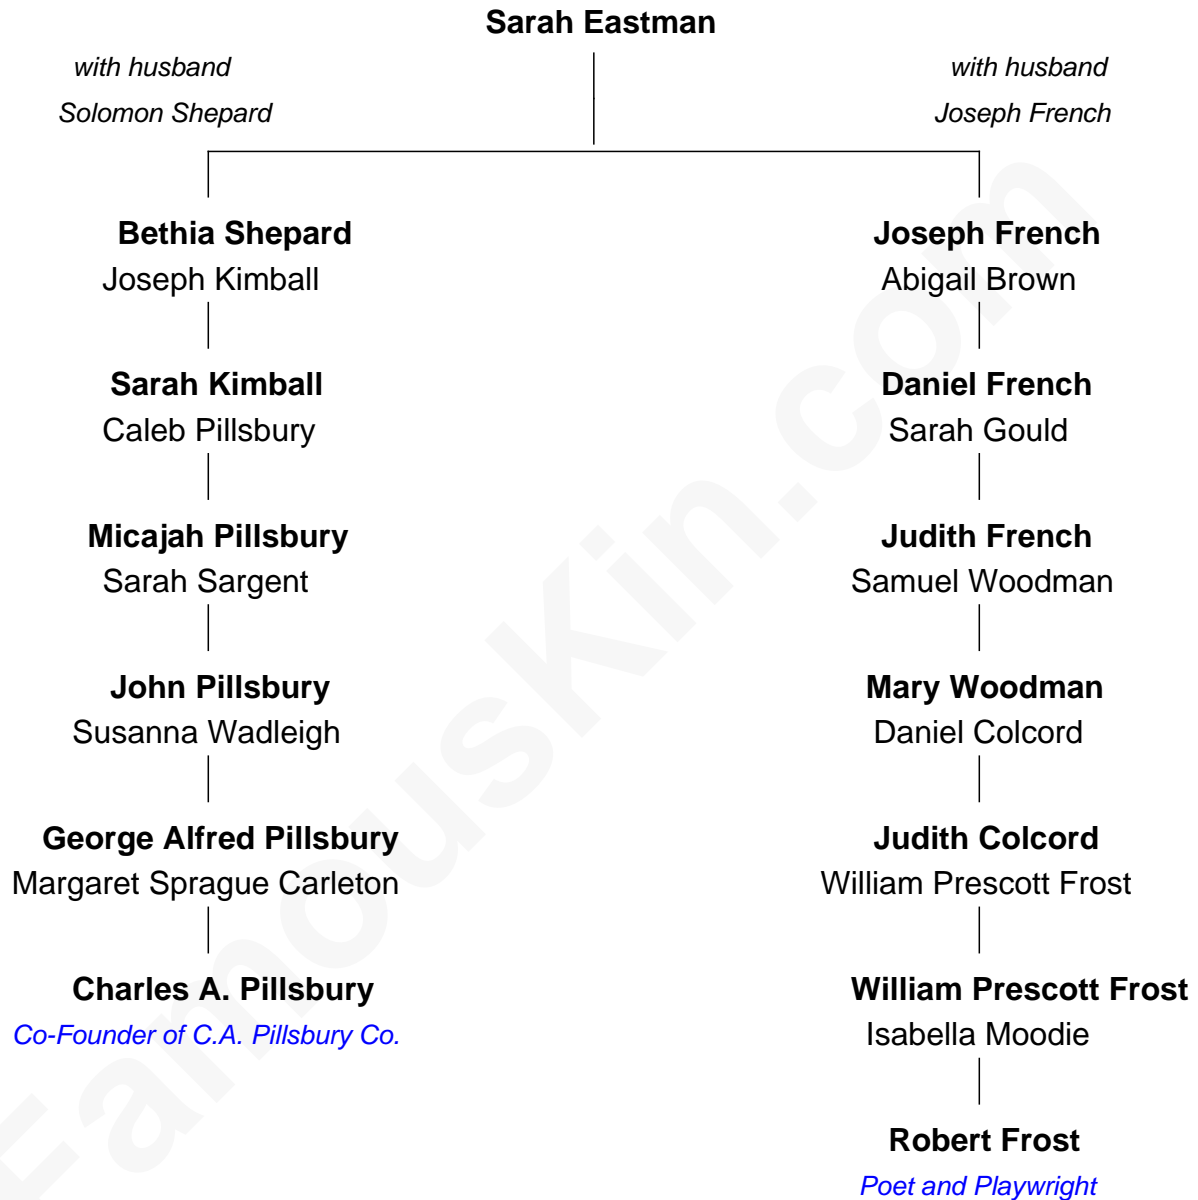 Sarah Eastman
with husband
Solomon Shepard
with husband
Joseph French
Bethia Shepard
Joseph Kimball
Joseph French
Abigail Brown
Sarah Kimball
Caleb Pillsbury
Daniel French
Sarah Gould
Micajah Pillsbury
Sarah Sargent
Judith French
Samuel Woodman
John Pillsbury
Susanna Wadleigh
Mary Woodman
Daniel Colcord
George Alfred Pillsbury
Margaret Sprague Carleton
Judith Colcord
William Prescott Frost
Charles A. Pillsbury
Co-Founder of C.A. Pillsbury Co.
William Prescott Frost
Isabella Moodie
Robert Frost
Poet and Playwright
FamousKin.com